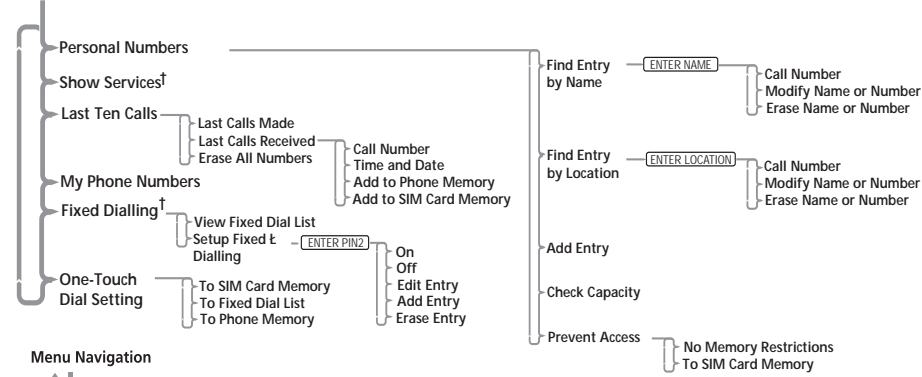 Personal Numbers
Show Services†
Last Ten Calls
Last Calls Made
Last Calls Received
Erase All Numbers
Call Number
Time and Date
Add to Phone Memory
Add to SIM Card Memory
My Phone Numbers
Fixed Dialling†
View Fixed Dial List
Setup Fixed Ł
Dialling
ENTER PIN2
On
Off
Edit Entry
Add Entry
Erase Entry
One-Touch
Dial Setting
To SIM Card Memory
To Fixed Dial List
To Phone Memory
Find Entry
by Name
ENTER NAME
Call Number
Modify Name or Number
Erase Name or Number
Find Entry
by Location
ENTER LOCATION
Call Number
Modify Name or Number
Erase Name or Number
Add Entry
Check Capacity
Prevent Access
No Memory Restrictions
To SIM Card Memory
Menu Navigation